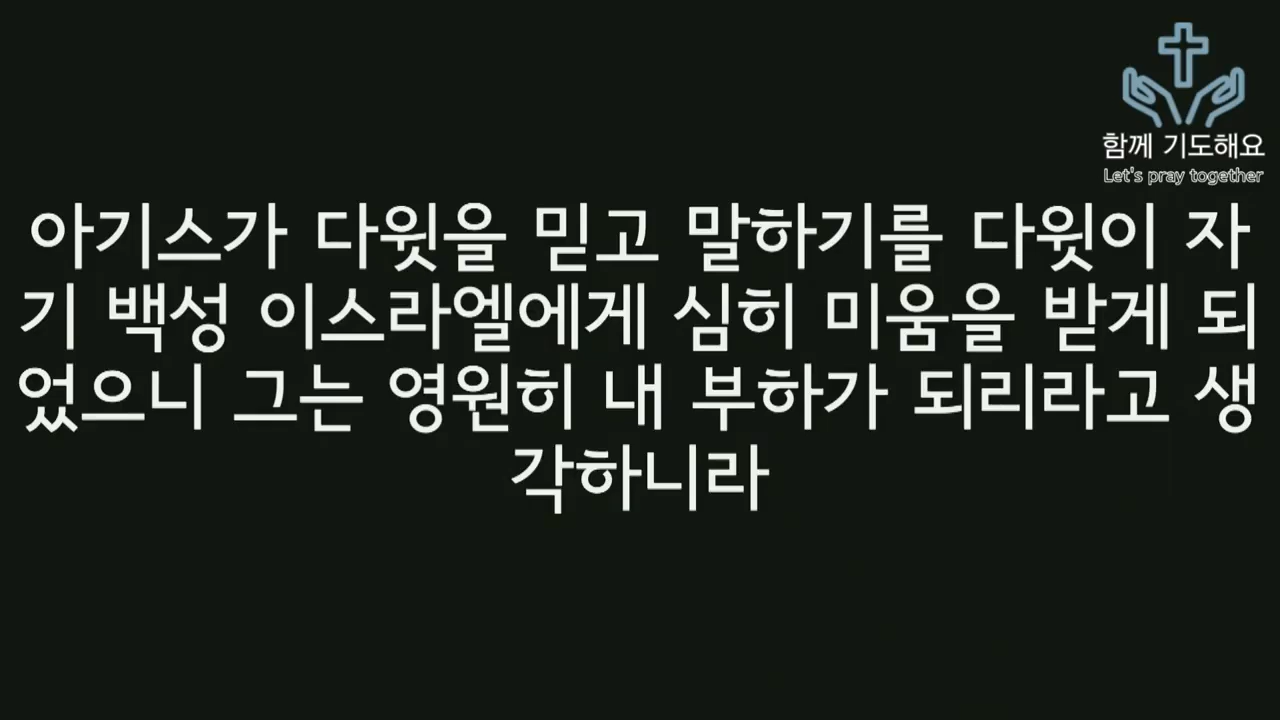 함께 기도해요
Let's pray together
아기스가 다윗을 믿고 말하기를 다윗이 자
기 백성 이스라엘에게 심히 미움을 받게 되
었으니 그는 영원히 내 부하가 되리라고 생
각하니라